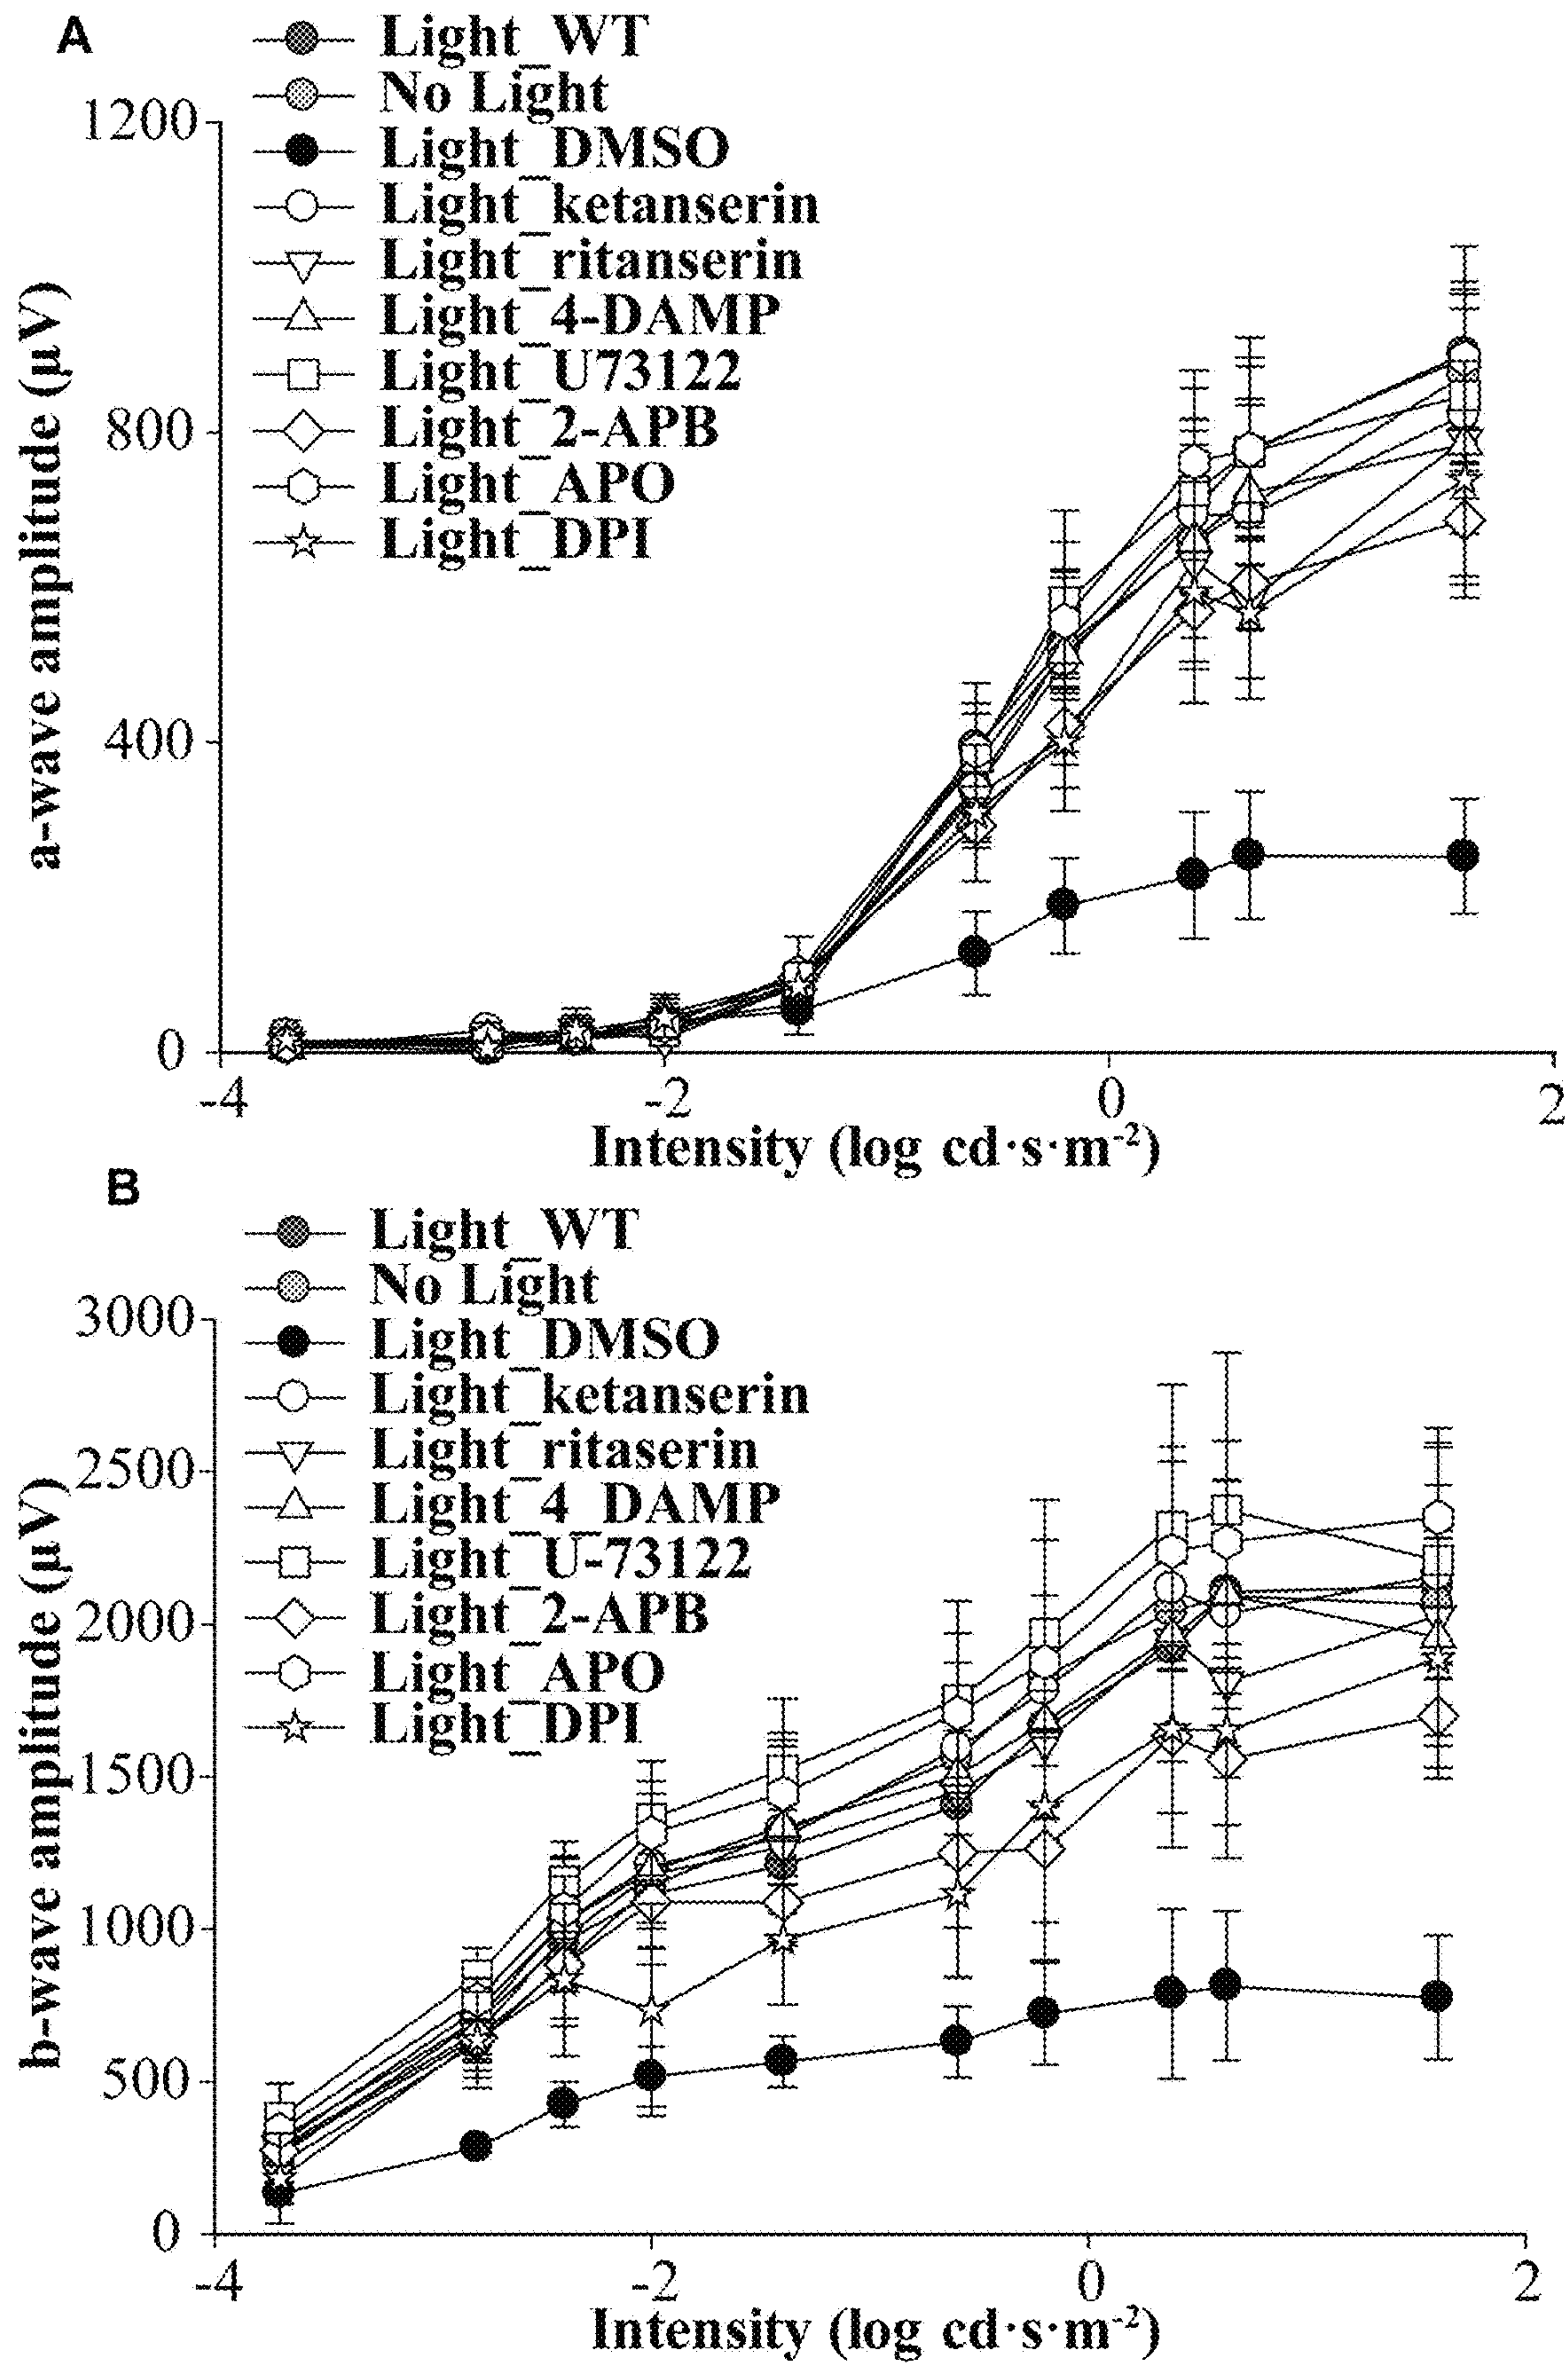 A
Light_WT
No Light
Light_DMSO
Light_ketanserin
Light_ritanserin
Light_4-DAMP
Light_U73122
Light_2-APB
Light_APO
Light_DPI
1200
800
400
0
a-wave amplitude (µV)
-4
-2
0
2
Intensity (log cd·s·m-2)
B
Light_WT
No Light
Light_DMSO
Light_ketanserin
Light_ritaserin
Light_4_DAMP
Light_U-73122
Light_2-APB
Light_APO
Light_DPI
3000
2500
2000
1500
1000
500
0
b-wave amplitude (µV)
-4
-2
0
2
Intensity (log cd·s·m-2)